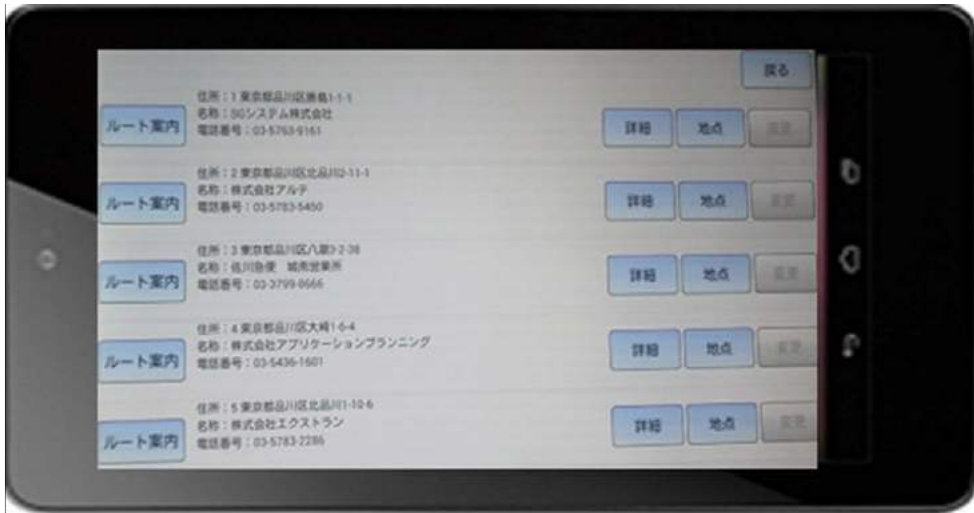 戻る
住所：1 東京都品川区勝島1-1-1
名称：SGシステム株式会社
電話番号：03-5763-9161
ルート案内
詳細
地点
変更
住所：2 東京都品川区北品川2-11-1
名称：株式会社アルテ
電話番号：03-5783-5450
ルート案内
詳細
地点
変更
住所：3 東京都品川区八潮3-2-38
名称：佐川急便 城南営業所
電話番号：03-3799-8666
ルート案内
詳細
地点
変更
住所：4 東京都品川区大崎1-6-4
名称：株式会社アプリケーションプランニング
電話番号：03-5436-1601
ルート案内
詳細
地点
変更
住所：5 東京都品川区北品川1-10-6
名称：株式会社エクストラン
電話番号：03-5783-2286
ルート案内
詳細
地点
変更